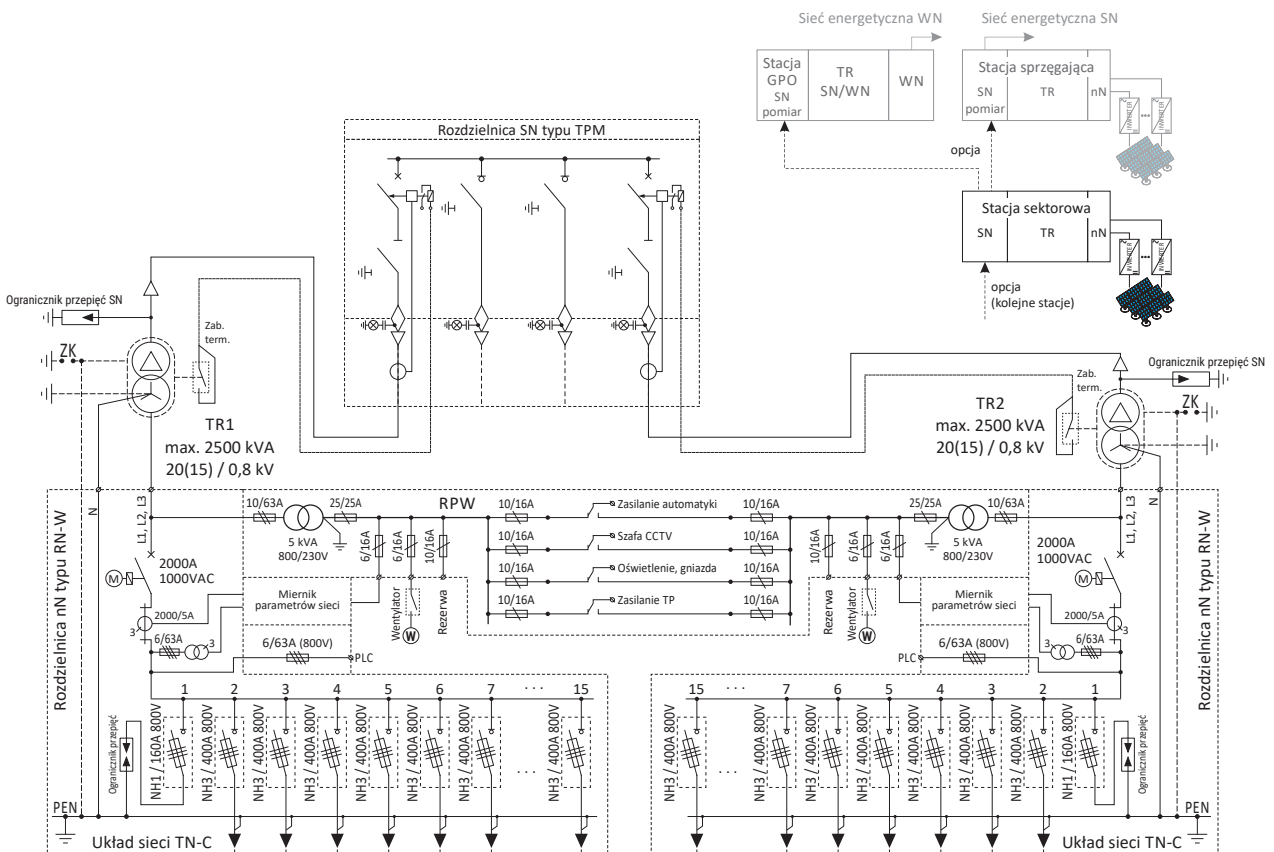 Sieć energetyczna WN
Sieć energetyczna SN
Stacja
GPO
SN
pomiar
TR
SN/WN
WN
Stacja sprzęgająca
SN
pomiar
TR
nN
INVERTER
INVERTER
opcja
Stacja sektorowa
SN
TR
nN
INVERTER
INVERTER
opcja
(kolejne stacje)
Rozdzielnica SN typu TPM
Ogranicznik przepięć SN
ZK
Zab.
term.
TR1
max. 2500 kVA
20(15) / 0,8 kV
Ogranicznik przepięć SN
ZK
Zab.
term.
TR2
max. 2500 kVA
20(15) / 0,8 kV
Rozdzielnica nN typu RN-W
N
L1, L2, L3
10/63A
5 kVA
800/230V
25/25A
RPW
6/16A
6/16A
10/16A
Wentylator
W
Rezerwa
10/16A
Zasilanie automatyki
10/16A
10/16A
Szafa CCTV
10/16A
10/16A
Oświetlenie, gniazda
10/16A
10/16A
Zasilanie TP
10/16A
25/25A
10/63A
5 kVA
800/230V
10/16A
6/16A
6/16A
Rezerwa
Wentylator
W
L1, L2, L3
N
Rozdzielnica nN typu RN-W
M
2000A
1000VAC
2000/5A
3
6/63A
3
Miernik
parametrów sieci
6/63A (800V)
PLC
2000A
1000VAC
M
2000/5A
3
6/63A
3
Miernik
parametrów sieci
6/63A (800V)
PLC
1 2 3 4 5 6 7 ... 15
Ogranicznik przepięć
NH1 / 160A 800V
NH3 / 400A 800V
NH3 / 400A 800V
NH3 / 400A 800V
NH3 / 400A 800V
NH3 / 400A 800V
NH3 / 400A 800V
...
NH3 / 400A 800V
PEN
Układ sieci TN-C
15 ... 7 6 5 4 3 2 1
NH3 / 400A 800V
...
NH3 / 400A 800V
NH3 / 400A 800V
NH3 / 400A 800V
NH3 / 400A 800V
NH3 / 400A 800V
NH3 / 400A 800V
NH1 / 160A 800V
Ogranicznik przepięć
PEN
Układ sieci TN-C